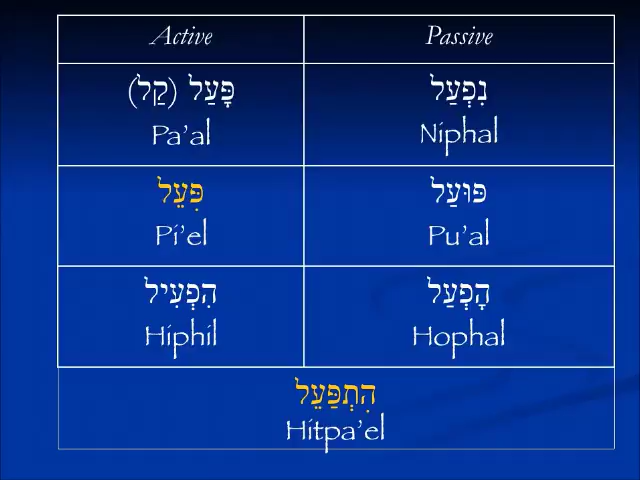 Active
Passive
פָּעַל (קַל)
Pa'al
נִפְעַל
Niphal
פִּעֵל
Pi'el
פּוּעַל
Pu'al
הִפְעִיל
Hiphil
הָפְעַל
Hophal
הִתְפַּעֵל
Hitpa'el